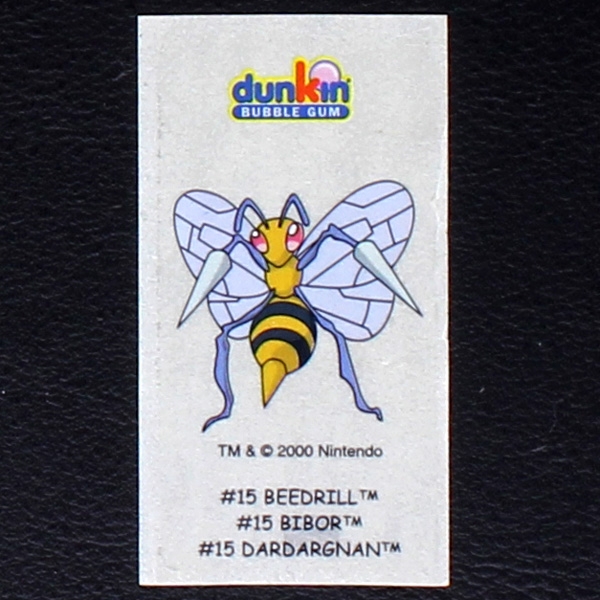 dunkin
BUBBLE GUM
TM & © 2000 Nintendo
#15 BEEDRILL™
#15 BIBOR™
#15 DARDARGNAN™